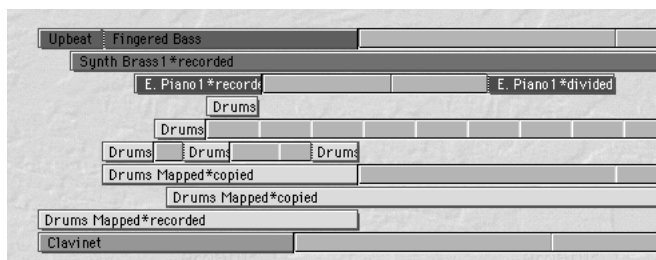 Upbeat Fingered Bass
Synth Brass1*recorded
E. Piano1*recorde E. Piano1*divided
Drums
Drums
Drums Drums Drums
Drums Mapped*copied
Drums Mapped*copied
Drums Mapped*recorded
Clavinet